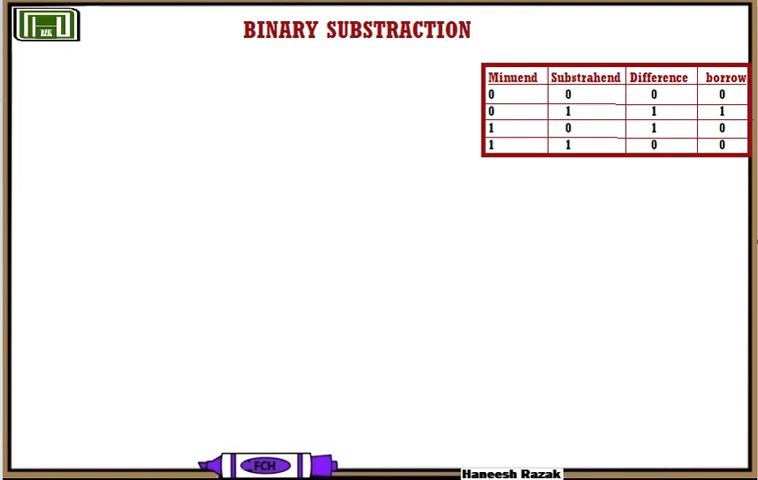 BINARY SUBSTRACTION
Minuend Substrahend Difference borrow
0 0 0 0
0 1 1 1
1 0 1 0
1 1 0 0
FCH
Haneesh Razak